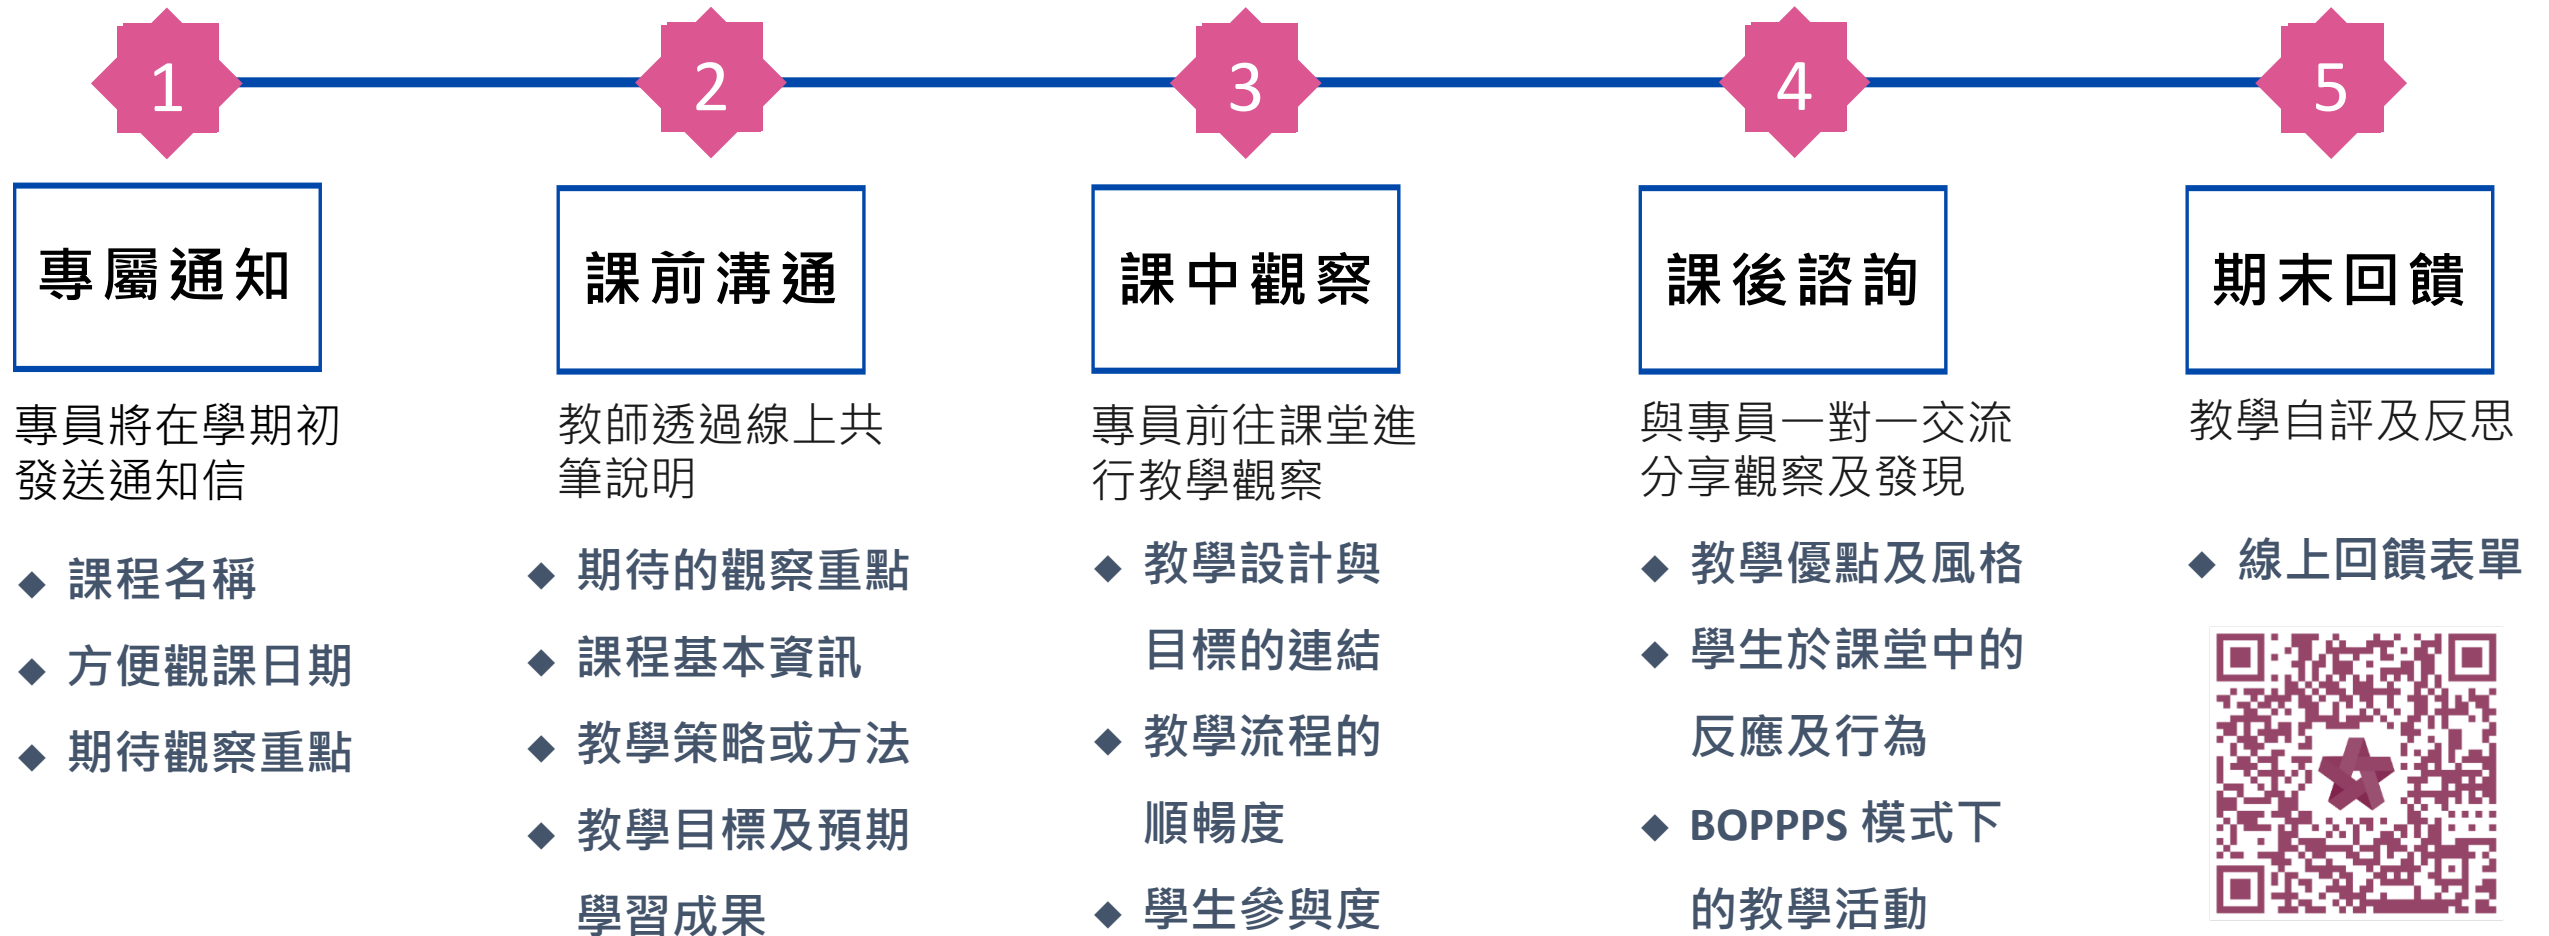 1
專屬通知
專員將在學期初
發送通知信
◆ 課程名稱
◆ 方便觀課日期
◆ 期待觀察重點
2
課前溝通
教師透過線上共
筆說明
◆ 期待的觀察重點
◆ 課程基本資訊
◆ 教學策略或方法
◆ 教學目標及預期
學習成果
3
課中觀察
專員前往課堂進
行教學觀察
◆ 教學設計與
目標的連結
◆ 教學流程的
順暢度
◆ 學生參與度
4
課後諮詢
與專員一對一交流
分享觀察及發現
◆ 教學優點及風格
◆ 學生於課堂中的
反應及行為
◆ BOPPPS 模式下
的教學活動
5
期末回饋
教學自評及反思
◆ 線上回饋表單